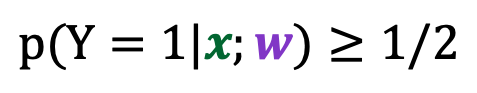 p(Y = 1|x; w) ≥ 1/2